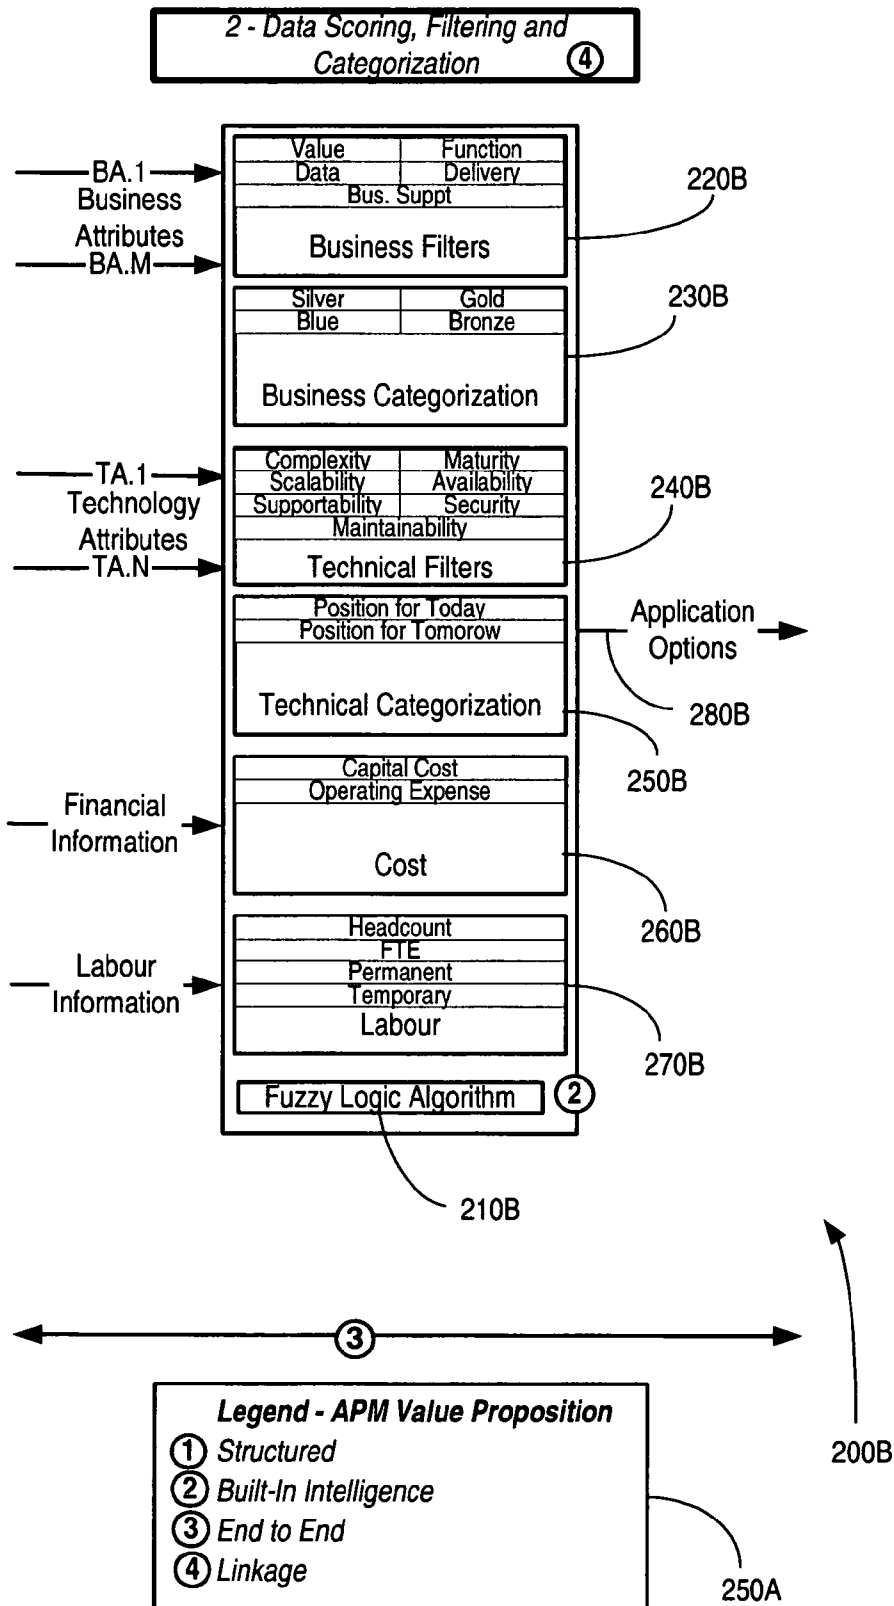 2 - Data Scoring, Filtering and
Categorization 4
Value Function
BA.1 Data Delivery
Business Bus. Suppt
220B
Attributes Business Filters
BA.M
Silver Gold
230B
Blue Bronze
Business Categorization
Complexity Maturity
TA.1 Scalability Availability
240B
Technology Supportability Security
Maintainability
Attributes
TA.N Technical Filters
Position for Today
Application
Position for Tomorow
Options
Technical Categorization
280B
250B
Capital Cost
Operating Expense
Financial
Information
Cost
260B
Headcount
FTE
Labour Permanent
Information Temporary
Labour
270B
Fuzzy Logic Algorithm 2
210B
3
Legend - APM Value Proposition
1 Structured
200B
2 Built-In Intelligence
3 End to End
4 Linkage
250A